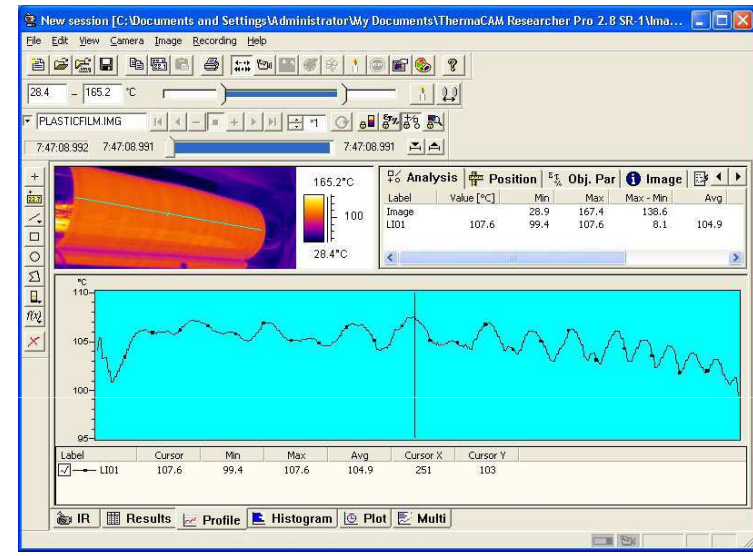 New session [C:\Documents and Settings\Administrator\My Documents\ThermaCAM Researcher Pro 2.8 SR-1\Ima...
File Edit View Camera Image Recording Help
28.4 – 165.2 °C
PLASTICFILM.IMG *1
7:47:08.992 7:47:08.991 7:47:08.991
165.2°C
100
28.4°C
Analysis Position Obj. Par Image
Label Value [°C] Min Max Max - Min Avg
Image 28.9 167.4 138.6
LI01 107.6 99.4 107.6 8.1 104.9
°C
110
105
100
95
Label Cursor Min Max Avg Cursor X Cursor Y
LI01 107.6 99.4 107.6 104.9 251 103
IR Results Profile Histogram Plot Multi